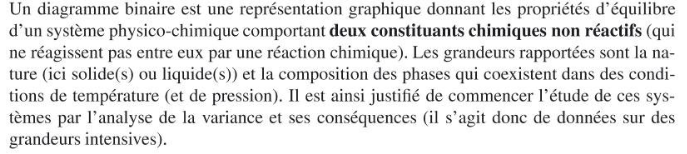 Un diagramme binaire est une représentation graphique donnant les propriétés d'équilibre
d'un système physico-chimique comportant deux constituants chimiques non réactifs (qui
ne réagissent pas entre eux par une réaction chimique). Les grandeurs rapportées sont la na-
ture (ici solide(s) ou liquide(s)) et la composition des phases qui coexistent dans des condi-
tions de température (et de pression). Il est ainsi justifié de commencer l'étude de ces sys-
tèmes par l'analyse de la variance et ses conséquences (il s'agit donc de données sur des
grandeurs intensives).